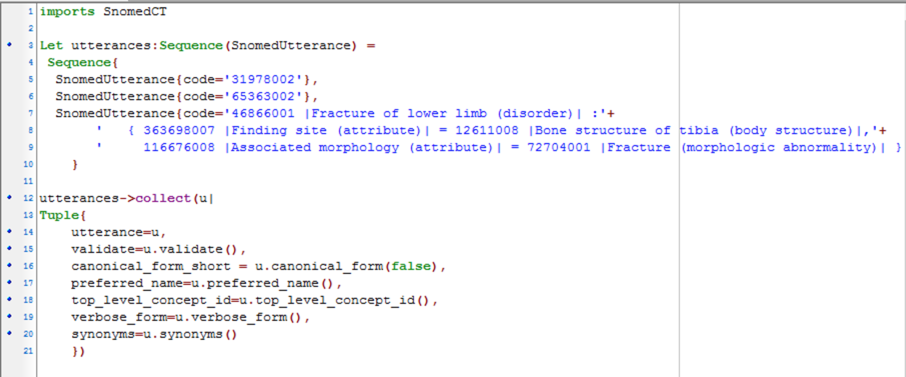 1 imports SnomedCT
2
3 Let utterances:Sequence(SnomedUtterance) =
4 Sequence{
5 SnomedUtterance{code='31978002'},
6 SnomedUtterance{code='65363002'},
7 SnomedUtterance{code='46866001 |Fracture of lower limb (disorder)| :'+
8 '   { 363698007 |Finding site (attribute)| = 12611008 |Bone structure of tibia (body structure)|,'+
9 '     116676008 |Associated morphology (attribute)| = 72704001 |Fracture (morphologic abnormality)| }
10 }
11
12 utterances->collect(u|
13 Tuple{
14 utterance=u,
15 validate=u.validate(),
16 canonical_form_short = u.canonical_form(false),
17 preferred_name=u.preferred_name(),
18 top_level_concept_id=u.top_level_concept_id(),
19 verbose_form=u.verbose_form(),
20 synonyms=u.synonyms()
21 })